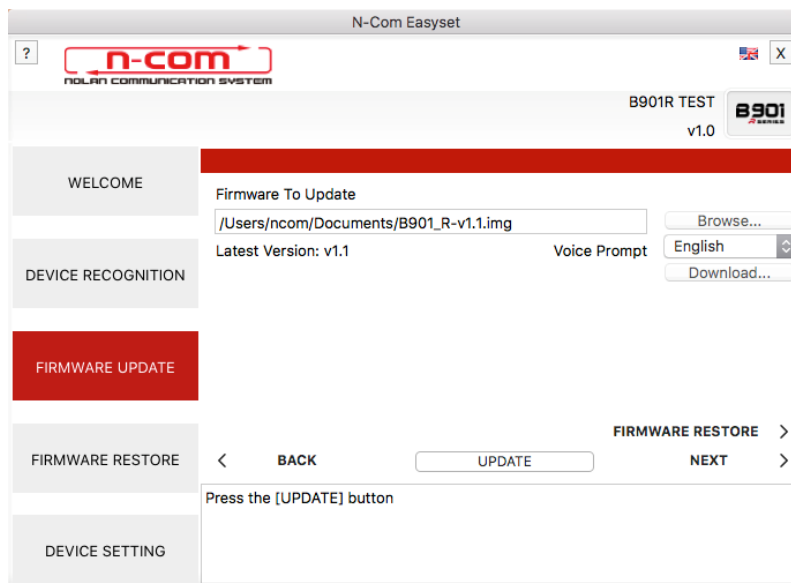 N-Com Easyset
?
n-com
NOLAN COMMUNICATION SYSTEM
X
B901R TEST
v1.0
B901
R SERIES
WELCOME
DEVICE RECOGNITION
FIRMWARE UPDATE
FIRMWARE RESTORE
DEVICE SETTING
Firmware To Update
/Users/ncom/Documents/B901_R-v1.1.img
Browse...
Latest Version: v1.1
Voice Prompt
English
Download...
FIRMWARE RESTORE >
< BACK
UPDATE
NEXT >
Press the [UPDATE] button